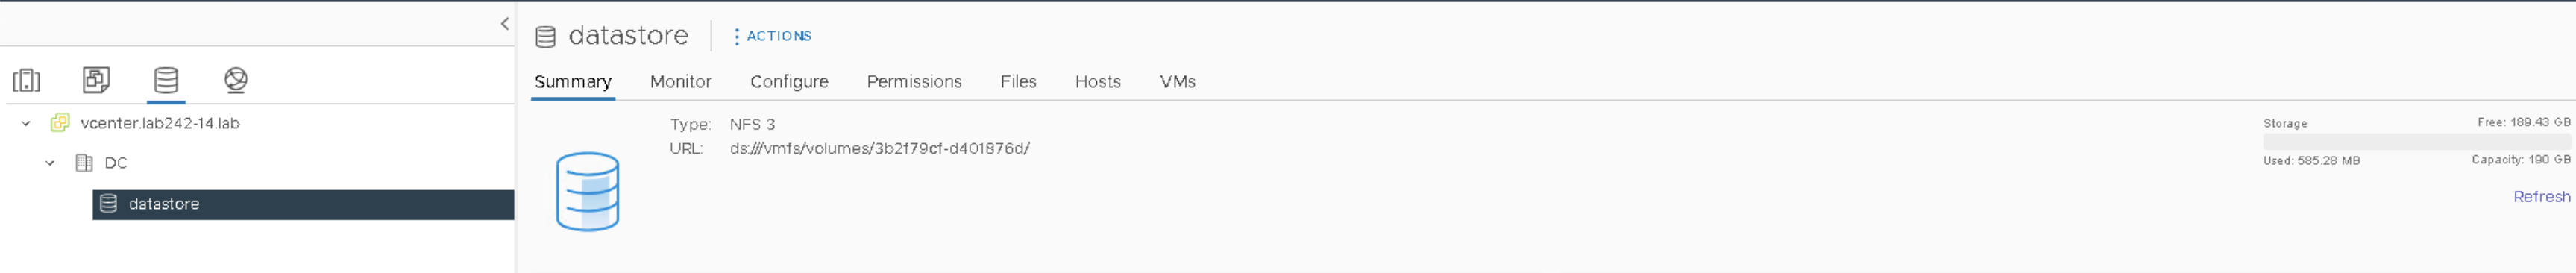 datastore
ACTIONS
Summary Monitor Configure Permissions Files Hosts VMs
vcenter.lab242-14.lab
DC
datastore
Type: NFS 3
URL: ds:///vmfs/volumes/3b2f79cf-d401876d/
Storage Free: 189.43 GB
Used: 585.28 MB Capacity: 190 GB
Refresh